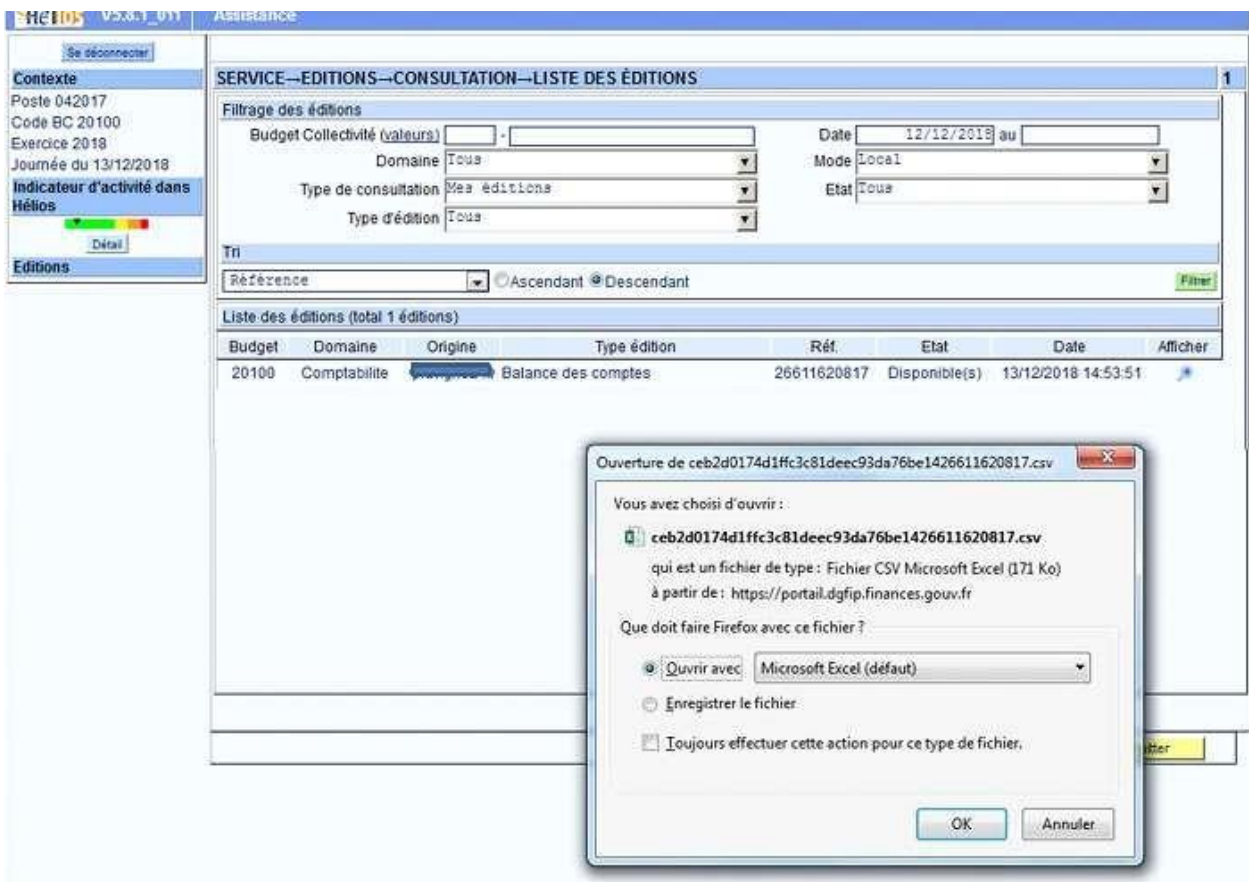 Hélios V5.8.1_011 Assistance
Se déconnecter
Contexte
Poste 042017
Code BC 20100
Exercice 2018
Journée du 13/12/2018
Indicateur d'activité dans
Hélios
Détail
Editions
SERVICE→EDITIONS→CONSULTATION→LISTE DES ÉDITIONS 1
Filtrage des éditions
Budget Collectivité (valeurs) - Date 12/12/2018 au
Domaine Tous Mode Local
Type de consultation Mes éditions Etat Tous
Type d'édition Tous
Tri
Référence Ascendant Descendant Filtrer
Liste des éditions (total 1 éditions)
Budget Domaine Origine Type édition Réf. Etat Date Afficher
20100 Comptabilite Balance des comptes 26611620817 Disponible(s) 13/12/2018 14:53:51
Ouverture de ceb2d0174d1ffc3c81deec93da76be1426611620817.csv
Vous avez choisi d'ouvrir :
ceb2d0174d1ffc3c81deec93da76be1426611620817.csv
qui est un fichier de type : Fichier CSV Microsoft Excel (171 Ko)
à partir de : https://portail.dgfip.finances.gouv.fr
Que doit faire Firefox avec ce fichier ?
Ouvrir avec Microsoft Excel (défaut)
Enregistrer le fichier
Toujours effectuer cette action pour ce type de fichier.
OK Annuler